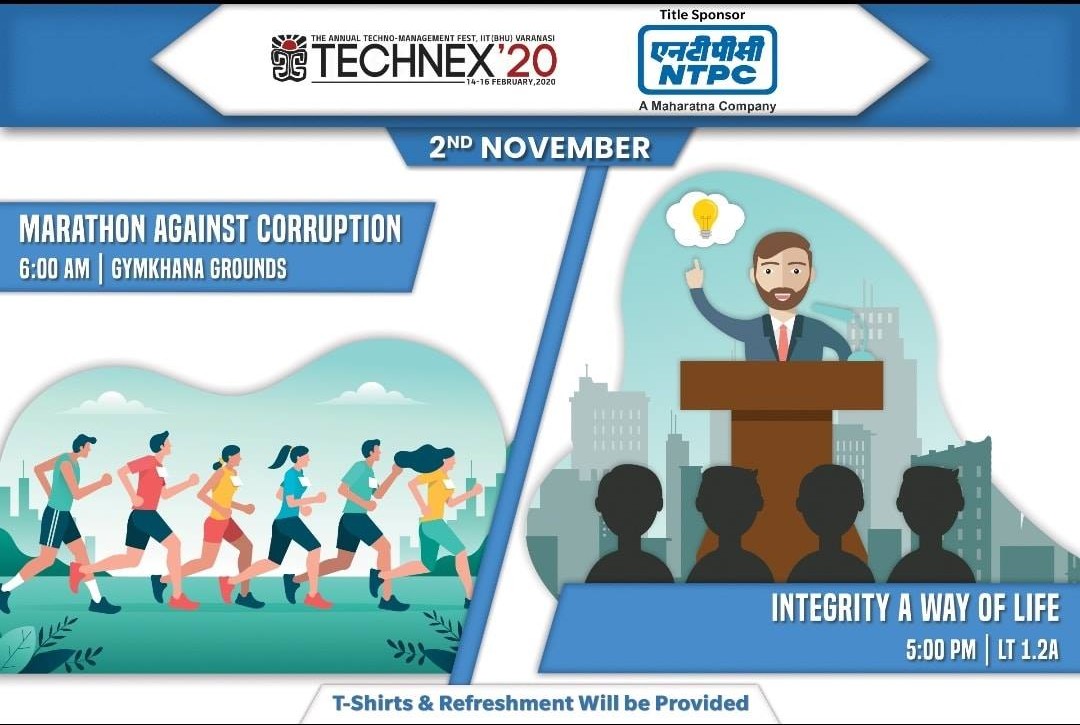 THE ANNUAL TECHNO-MANAGEMENT FEST, IIT(BHU) VARANASI
TECHNEX'20
14-16 FEBRUARY,2020
Title Sponsor
एनटीपीसी
NTPC
A Maharatna Company
2ND NOVEMBER
MARATHON AGAINST CORRUPTION
6:00 AM | GYMKHANA GROUNDS
INTEGRITY A WAY OF LIFE
5:00 PM | LT 1.2A
T-Shirts & Refreshment Will be Provided